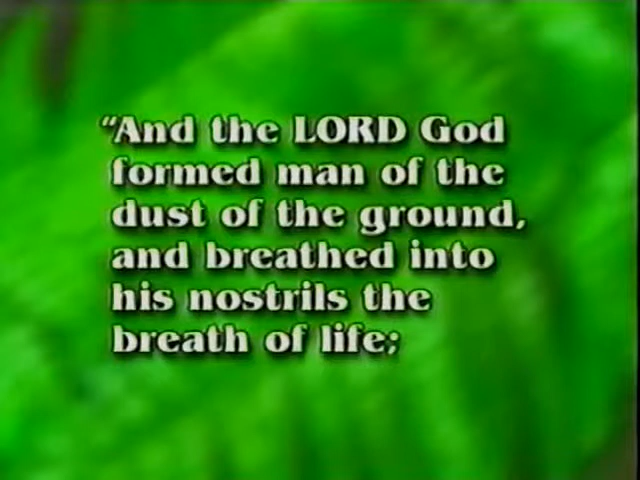 “And the LORD God
formed man of the
dust of the ground,
and breathed into
his nostrils the
breath of life;